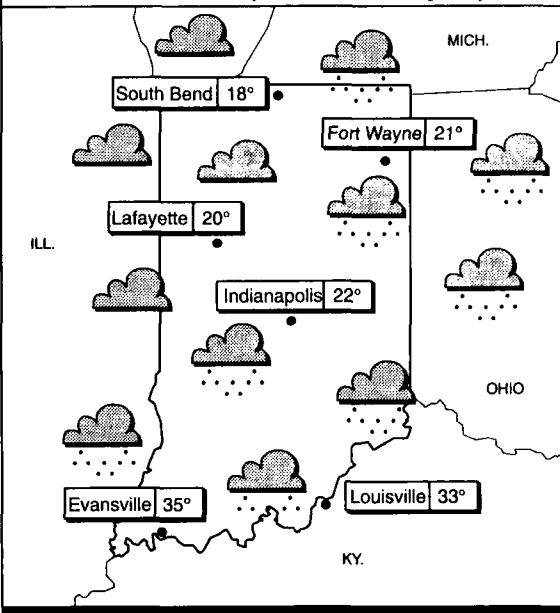 MICH.
South Bend 18°
Fort Wayne 21°
Lafayette 20°
ILL.
Indianapolis 22°
OHIO
Evansville 35°
Louisville 33°
KY.